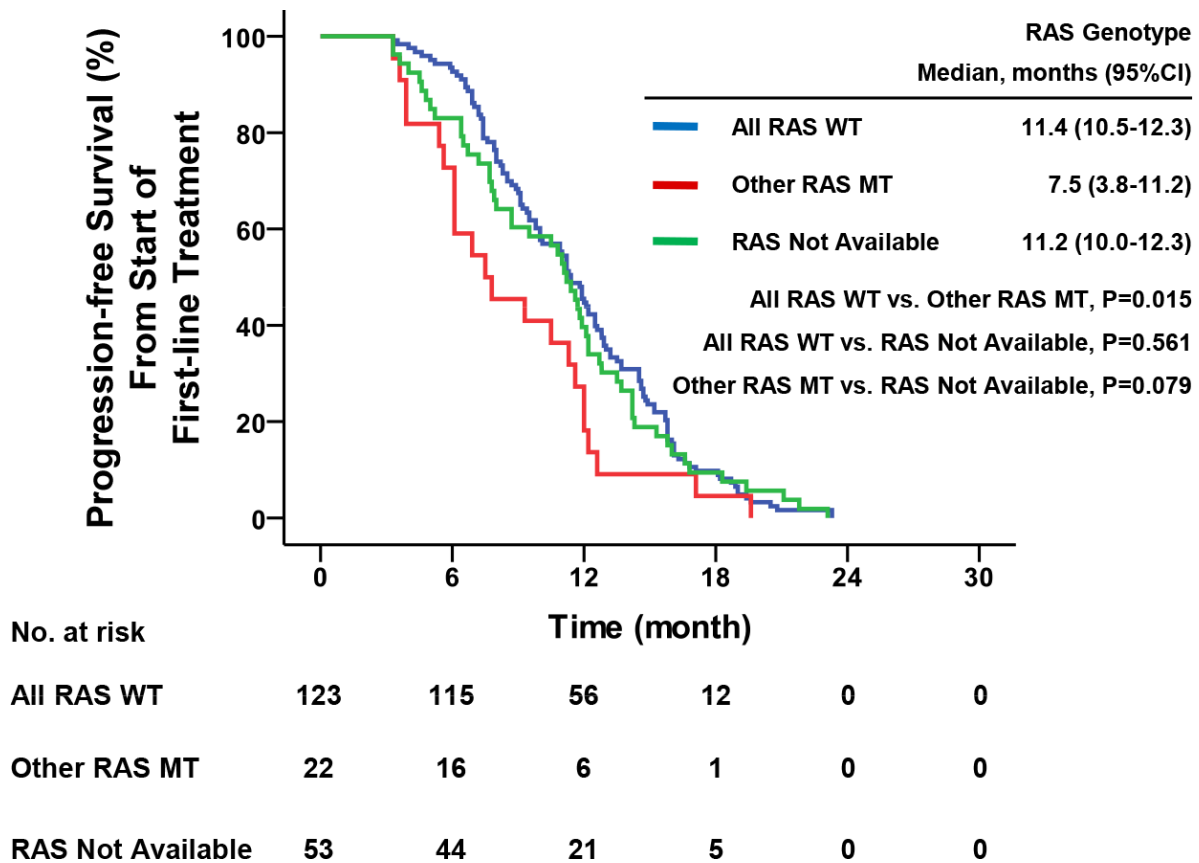 Progression-free Survival (%)
From Start of
First-line Treatment
100
80
60
40
20
0
RAS Genotype
Median, months (95%CI)
All RAS WT 11.4 (10.5-12.3)
Other RAS MT 7.5 (3.8-11.2)
RAS Not Available 11.2 (10.0-12.3)
All RAS WT vs. Other RAS MT, P=0.015
All RAS WT vs. RAS Not Available, P=0.561
Other RAS MT vs. RAS Not Available, P=0.079
0 6 12 18 24 30
Time (month)
No. at risk
All RAS WT 123 115 56 12 0 0
Other RAS MT 22 16 6 1 0 0
RAS Not Available 53 44 21 5 0 0